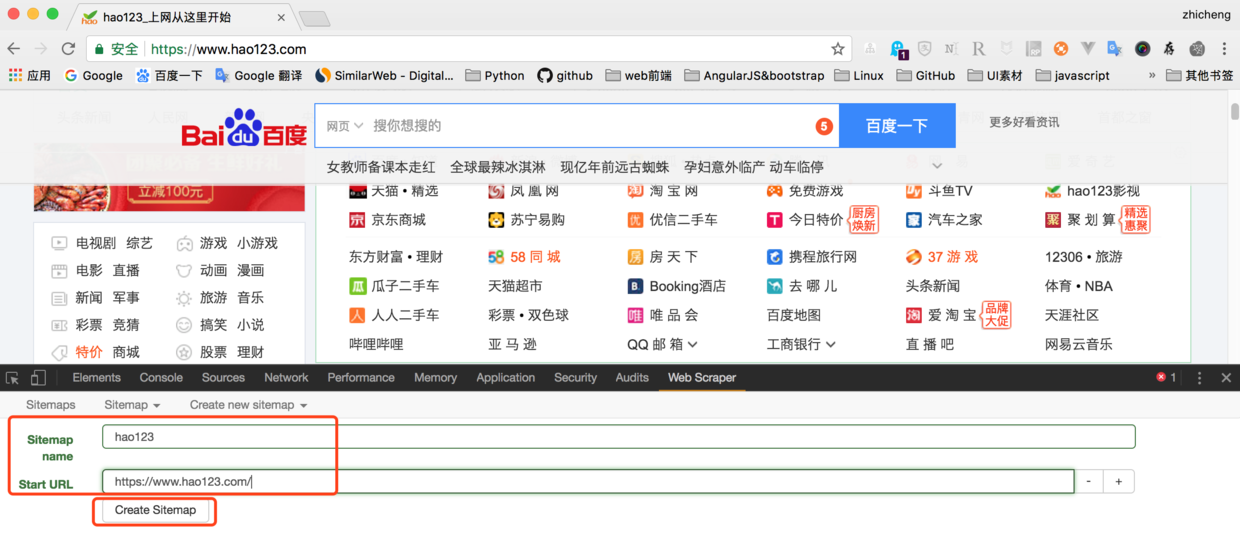 hao123_上网从这里开始
zhicheng
安全 https://www.hao123.com
应用 Google 百度一下 Google 翻译 SimilarWeb - Digital... Python github web前端 AngularJS&bootstrap Linux GitHub UI素材 javascript » 其他书签
Bai du 百度 网页 搜你想搜的 5 百度一下 更多好看资讯
女教师备课本走红 全球最辣冰淇淋 现亿年前远古蜘蛛 孕妇意外临产 动车临停
立减100元
天猫 • 精选 凤 凰 网 淘 宝 网 免费游戏 斗鱼TV hao123影视
京东商城 苏宁易购 优信二手车 今日特价 厨房焕新 汽车之家 聚 划 算 精选惠聚
电视剧 综艺 游戏 小游戏
东方财富 • 理财 58 同 城 房 天 下 携程旅行网 37 游 戏 12306 • 旅游
电影 直播 动画 漫画
瓜子二手车 天猫超市 Booking酒店 去 哪 儿 头条新闻 体育 • NBA
新闻 军事 旅游 音乐
人人二手车 彩票 • 双色球 唯 品 会 百度地图 爱 淘 宝 品牌大促 天涯社区
彩票 竞猜 搞笑 小说
哔哩哔哩 亚 马 逊 QQ 邮 箱 工商银行 直 播 吧 网易云音乐
特价 商城 股票 理财
Elements Console Sources Network Performance Memory Application Security Audits Web Scraper 1
Sitemaps Sitemap Create new sitemap
Sitemap name hao123
Start URL https://www.hao123.com/ - +
Create Sitemap